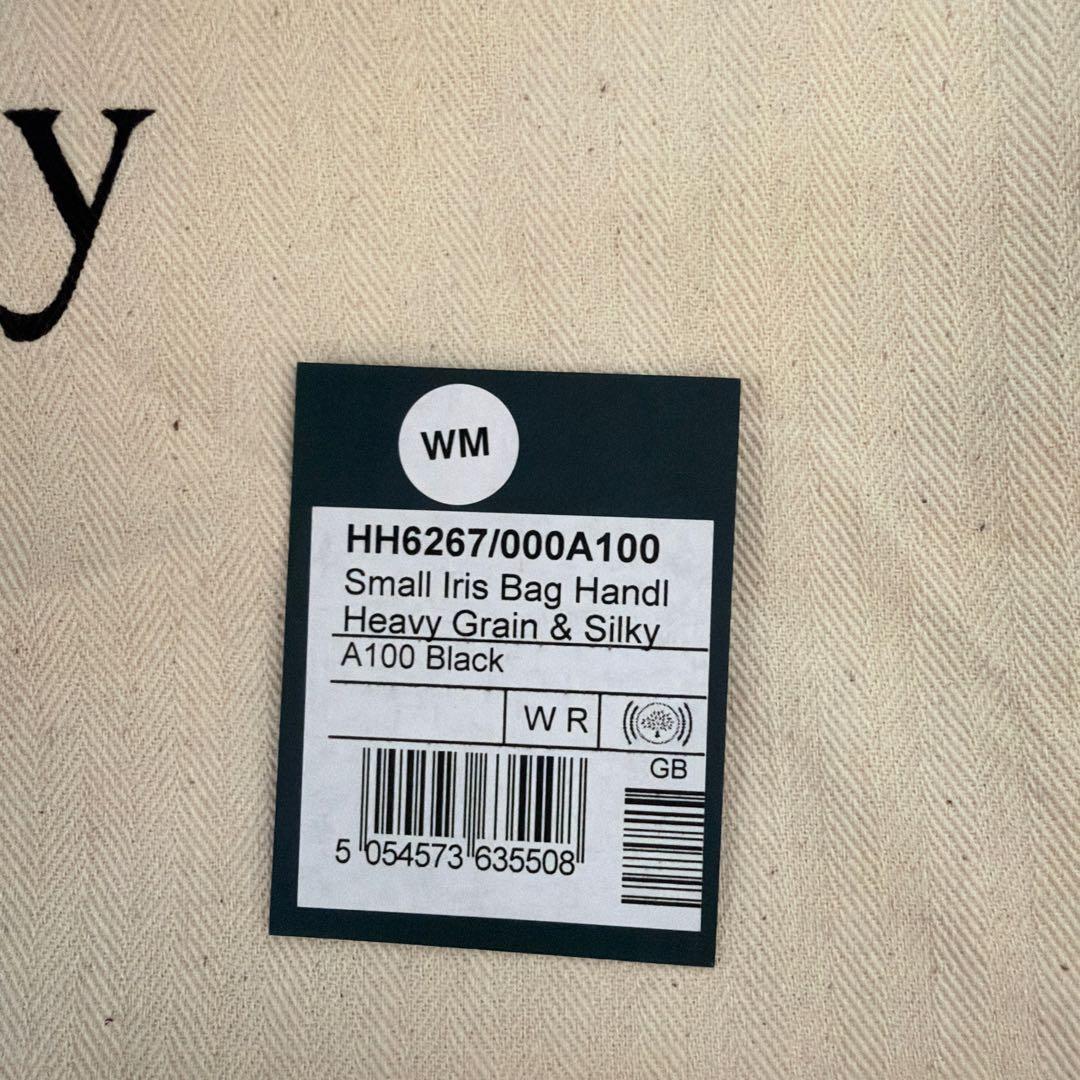 y
WM
HH6267/000A100
Small Iris Bag Handl
Heavy Grain & Silky
A100 Black
W R
GB
5 054573 635508